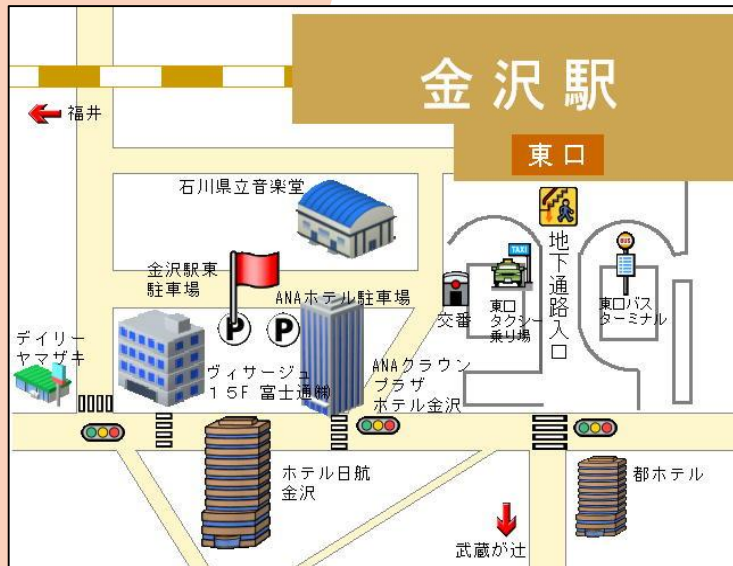 金沢駅
東口
福井
石川県立音楽堂
金沢駅東
駐車場
ANAホテル駐車場
P
P
TAXI
BUS
交番
東口
タクシー
乗り場
地下通路入口
東口バス
ターミナル
デイリー
ヤマザキ
ヴィサージュ
15F 富士通㈱
ANAクラウン
プラザ
ホテル金沢
ホテル日航
金沢
都ホテル
武蔵が辻